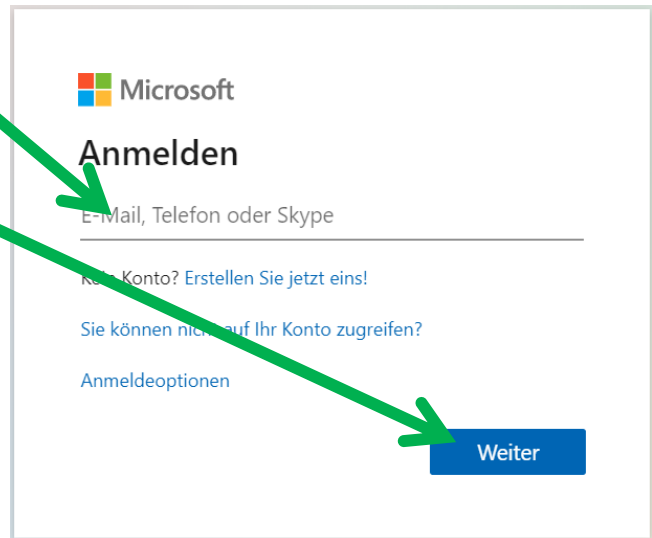 Microsoft
Anmelden
E-Mail, Telefon oder Skype
Kein Konto? Erstellen Sie jetzt eins!
Sie können nicht auf Ihr Konto zugreifen?
Anmeldeoptionen
Weiter